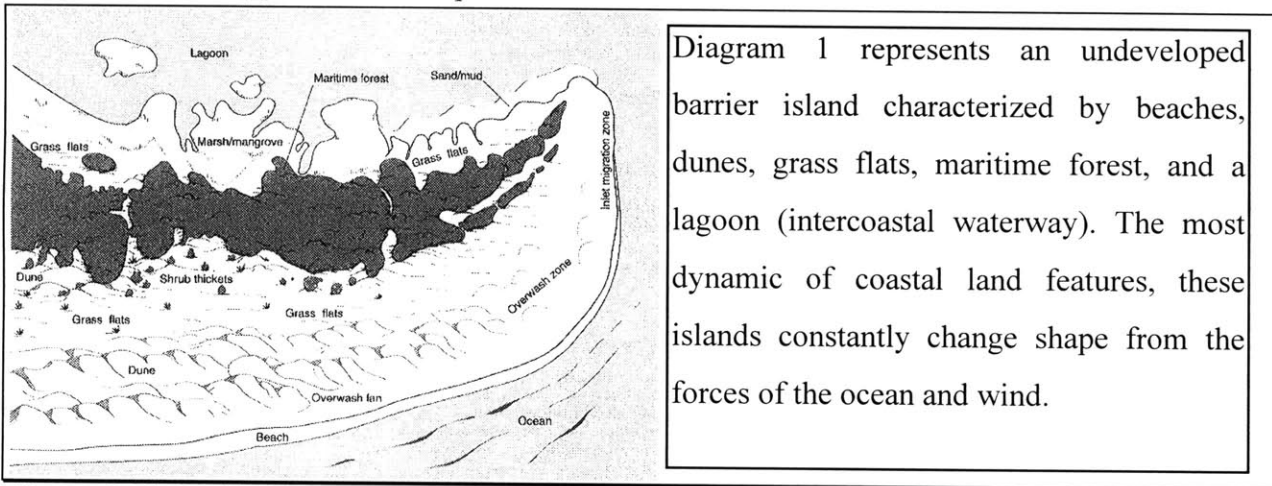 Lagoon
Maritime forest
Sand/mud
Marsh/mangrove
Grass flats
Grass flats
Inlet migration zone
Dune
Shrub thickets
Overwash zone
Grass flats
Grass flats
Dune
Overwash fan
Beach
Ocean
Diagram 1 represents an undeveloped
barrier island characterized by beaches,
dunes, grass flats, maritime forest, and a
lagoon (intercoastal waterway). The most
dynamic of coastal land features, these
islands constantly change shape from the
forces of the ocean and wind.